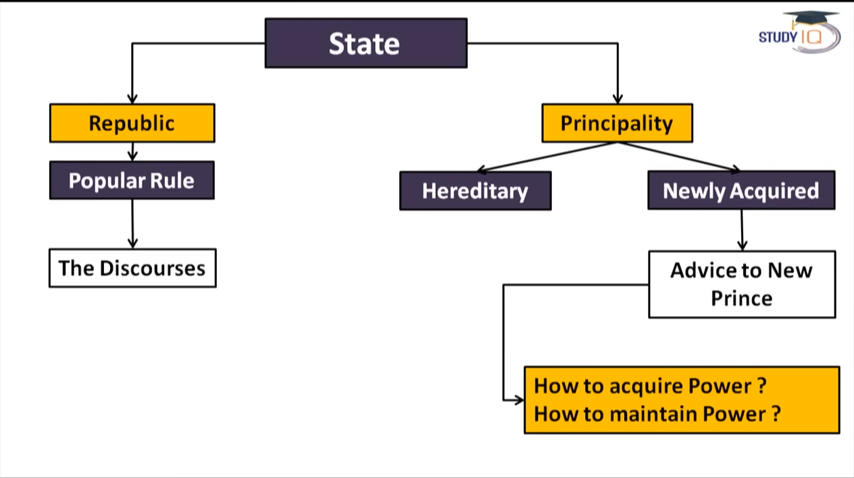 State
STUDY IQ
Republic
Principality
Popular Rule
Hereditary
Newly Acquired
The Discourses
Advice to New
Prince
How to acquire Power ?
How to maintain Power ?